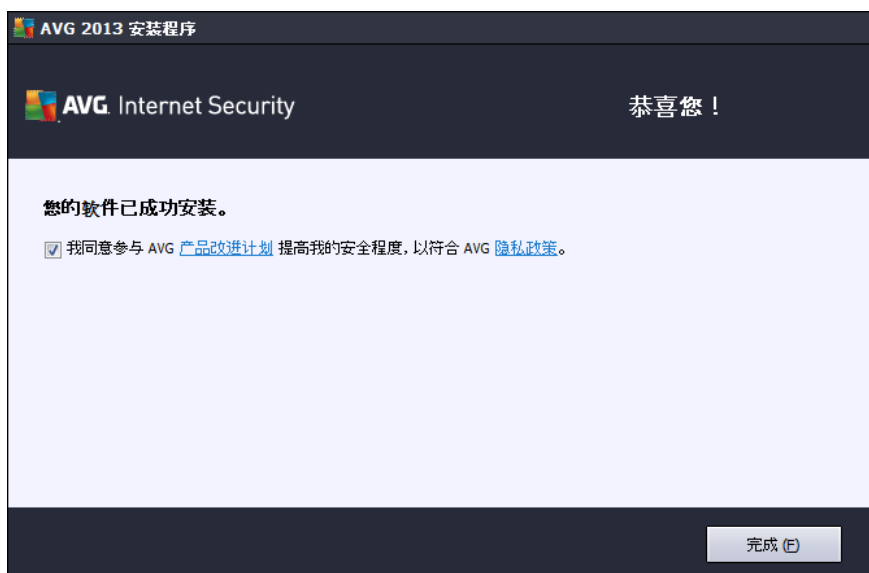 AVG 2013 安装程序
AVG. Internet Security
恭喜您！
您的软件已成功安装。
我同意参与 AVG 产品改进计划 提高我的安全程度，以符合 AVG 隐私政策。
完成 (F)